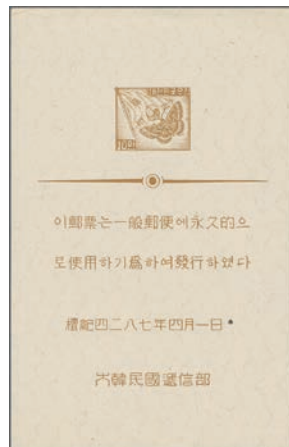 이郵票는一般郵便에永久的으
로使用하기爲하여發行하였다
檀紀四二八七年四月一日
大韓民國遞信部